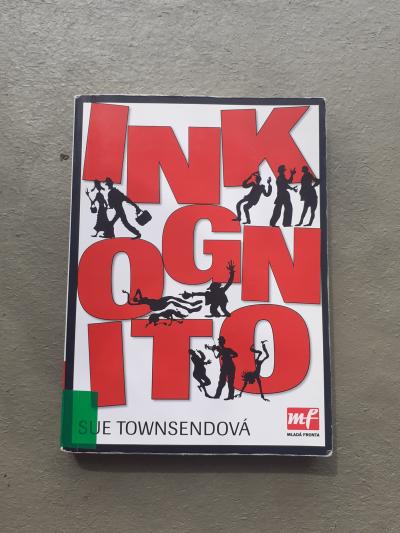 INK
OGN
ITO
SUE TOWNSENDOVÁ
mf
MLADÁ FRONTA